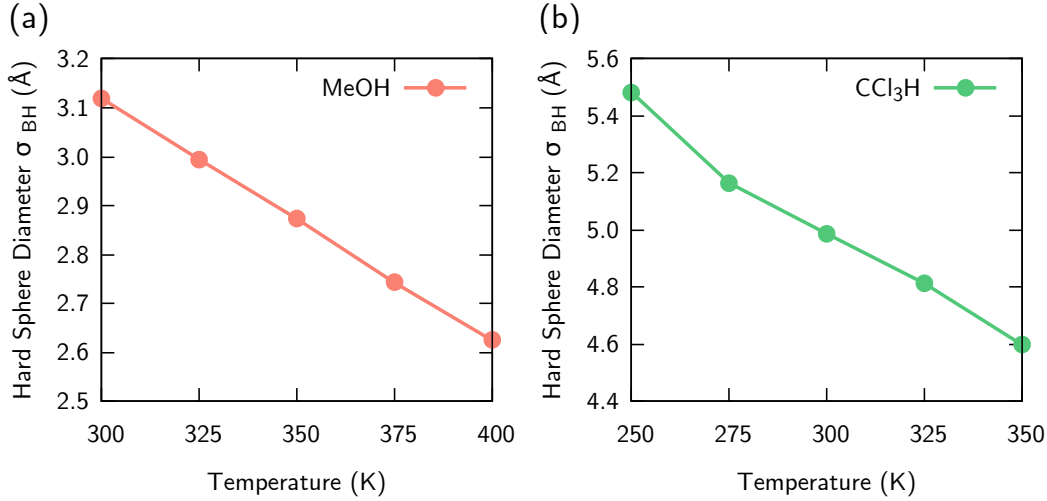 (a)
Hard Sphere Diameter σ BH (Å)
3.2
3.1
3.0
2.9
2.8
2.7
2.6
2.5
MeOH
300 325 350 375 400
Temperature (K)
(b)
Hard Sphere Diameter σ BH (Å)
5.6
5.4
5.2
5.0
4.8
4.6
4.4
CCl₃H
250 275 300 325 350
Temperature (K)